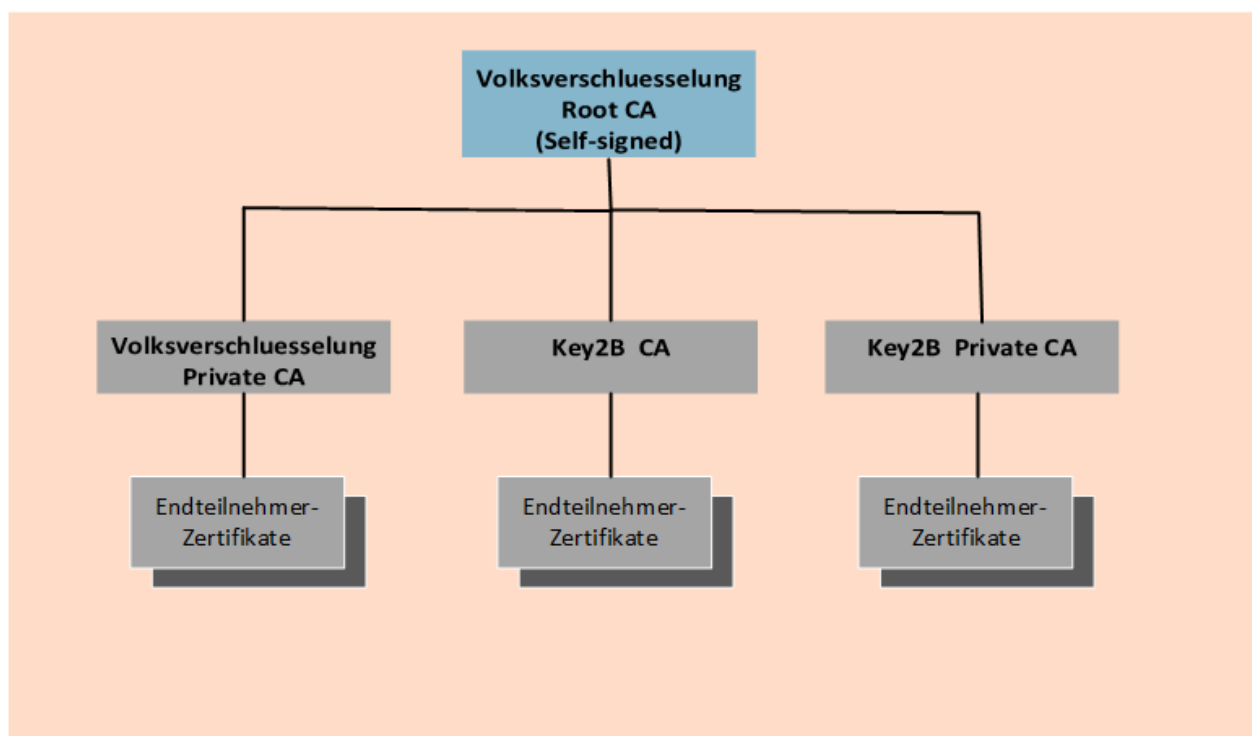 Volksverschluesselung
Root CA
(Self-signed)
Volksverschluesselung
Private CA
Key2B CA
Key2B Private CA
Endteilnehmer-
Zertifikate
Endteilnehmer-
Zertifikate
Endteilnehmer-
Zertifikate